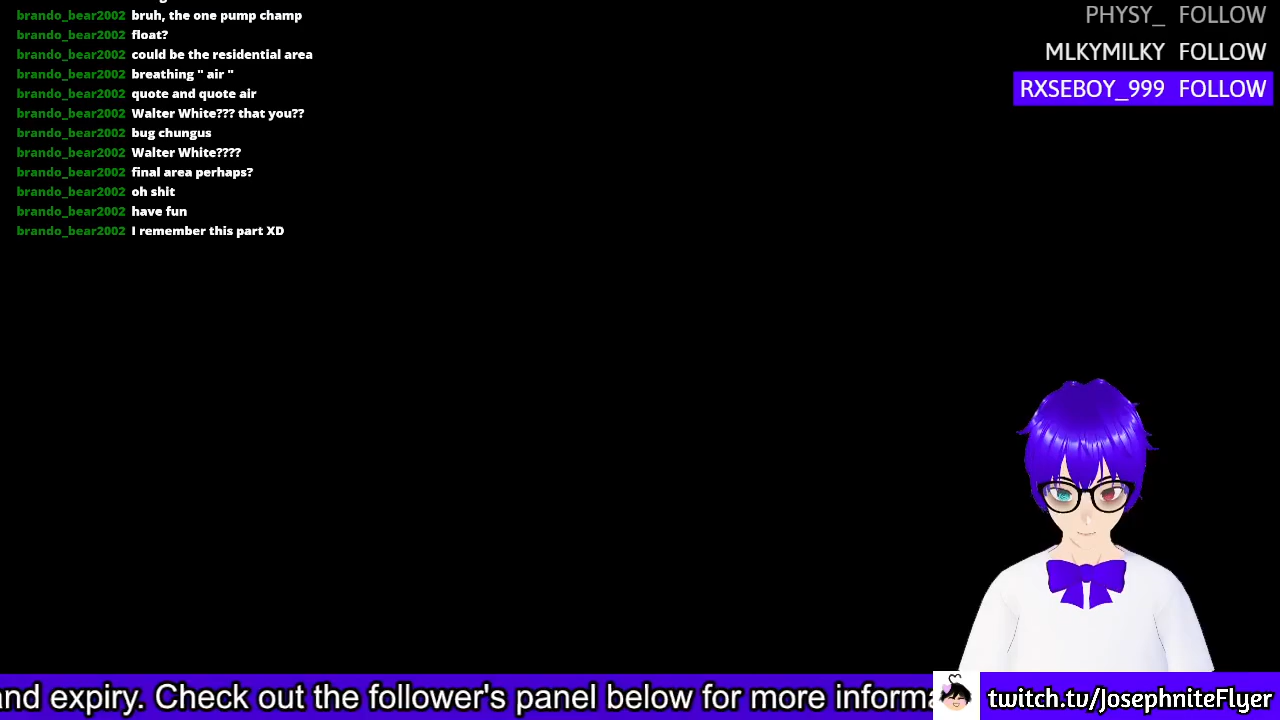 brando_bear2002 bruh, the one pump champ
brando_bear2002 float?
brando_bear2002 could be the residential area
brando_bear2002 breathing " air "
brando_bear2002 quote and quote air
brando_bear2002 Walter White??? that you??
brando_bear2002 bug chungus
brando_bear2002 Walter White????
brando_bear2002 final area perhaps?
brando_bear2002 oh shit
brando_bear2002 have fun
brando_bear2002 I remember this part XD
PHYSY_ FOLLOW
MLKYMILKY FOLLOW
RXSEBOY_999 FOLLOW
and expiry. Check out the follower's panel below for more informa
twitch.tv/JosephniteFlyer